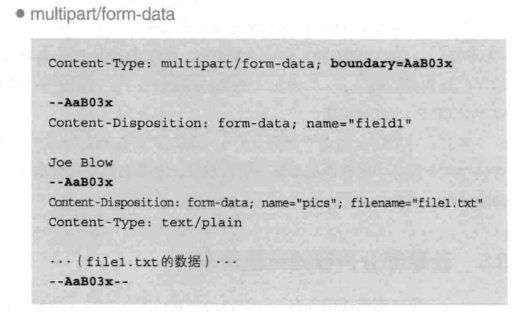 ● multipart/form-data
Content-Type: multipart/form-data; boundary=AaB03x
--AaB03x
Content-Disposition: form-data; name="field1"
Joe Blow
--AaB03x
Content-Disposition: form-data; name="pics"; filename="file1.txt"
Content-Type: text/plain
···（file1.txt的数据）···
--AaB03x--